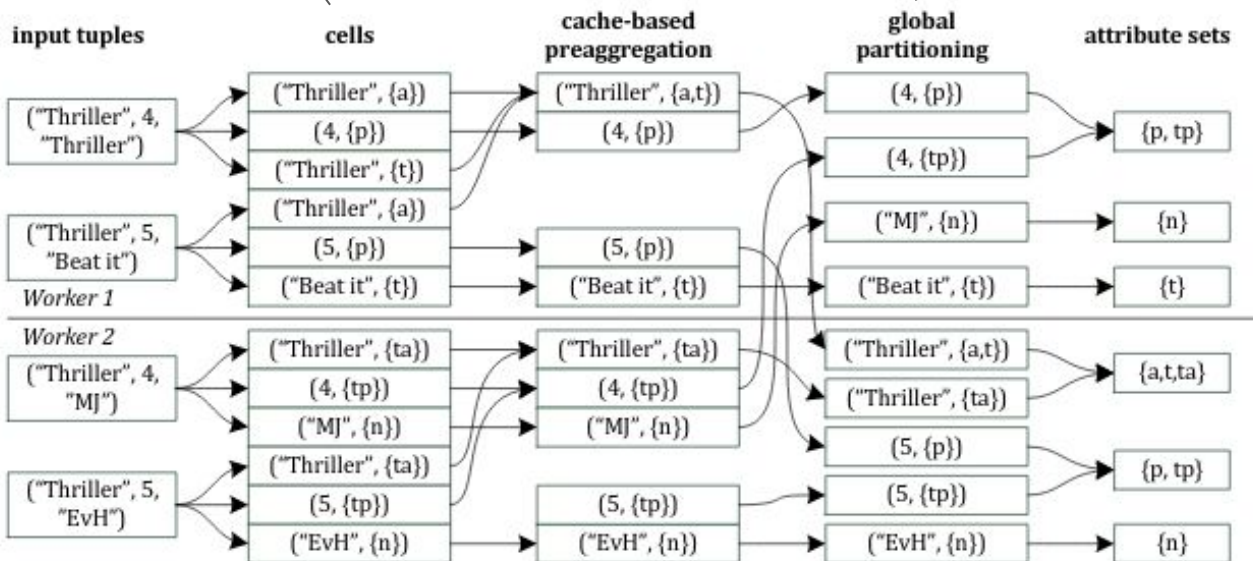 input tuples
cells
cache-based
preaggregation
global
partitioning
attribute sets
("Thriller", 4,
"Thriller")
("Thriller", 5,
"Beat it")
Worker 1
("Thriller", {a})
(4, {p})
("Thriller", {t})
("Thriller", {a})
(5, {p})
("Beat it", {t})
("Thriller", {a,t})
(4, {p})
(5, {p})
("Beat it", {t})
(4, {p})
(4, {tp})
("MJ", {n})
("Beat it", {t})
{p, tp}
{n}
{t}
Worker 2
("Thriller", 4,
"MJ")
("Thriller", 5,
"EvH")
("Thriller", {ta})
(4, {tp})
("MJ", {n})
("Thriller", {ta})
(5, {tp})
("EvH", {n})
("Thriller", {ta})
(4, {tp})
("MJ", {n})
(5, {tp})
("EvH", {n})
("Thriller", {a,t})
("Thriller", {ta})
(5, {p})
(5, {tp})
("EvH", {n})
{a,t,ta}
{p, tp}
{n}